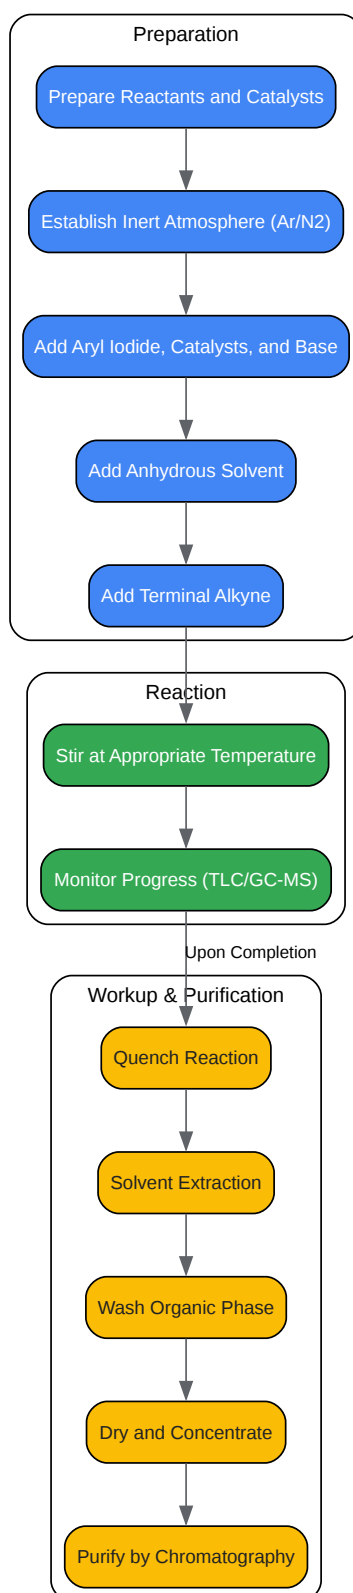 Preparation
Prepare Reactants and Catalysts
Establish Inert Atmosphere (Ar/N2)
Add Aryl Iodide, Catalysts, and Base
Add Anhydrous Solvent
Add Terminal Alkyne
Reaction
Stir at Appropriate Temperature
Monitor Progress (TLC/GC-MS)
Upon Completion
Workup & Purification
Quench Reaction
Solvent Extraction
Wash Organic Phase
Dry and Concentrate
Purify by Chromatography